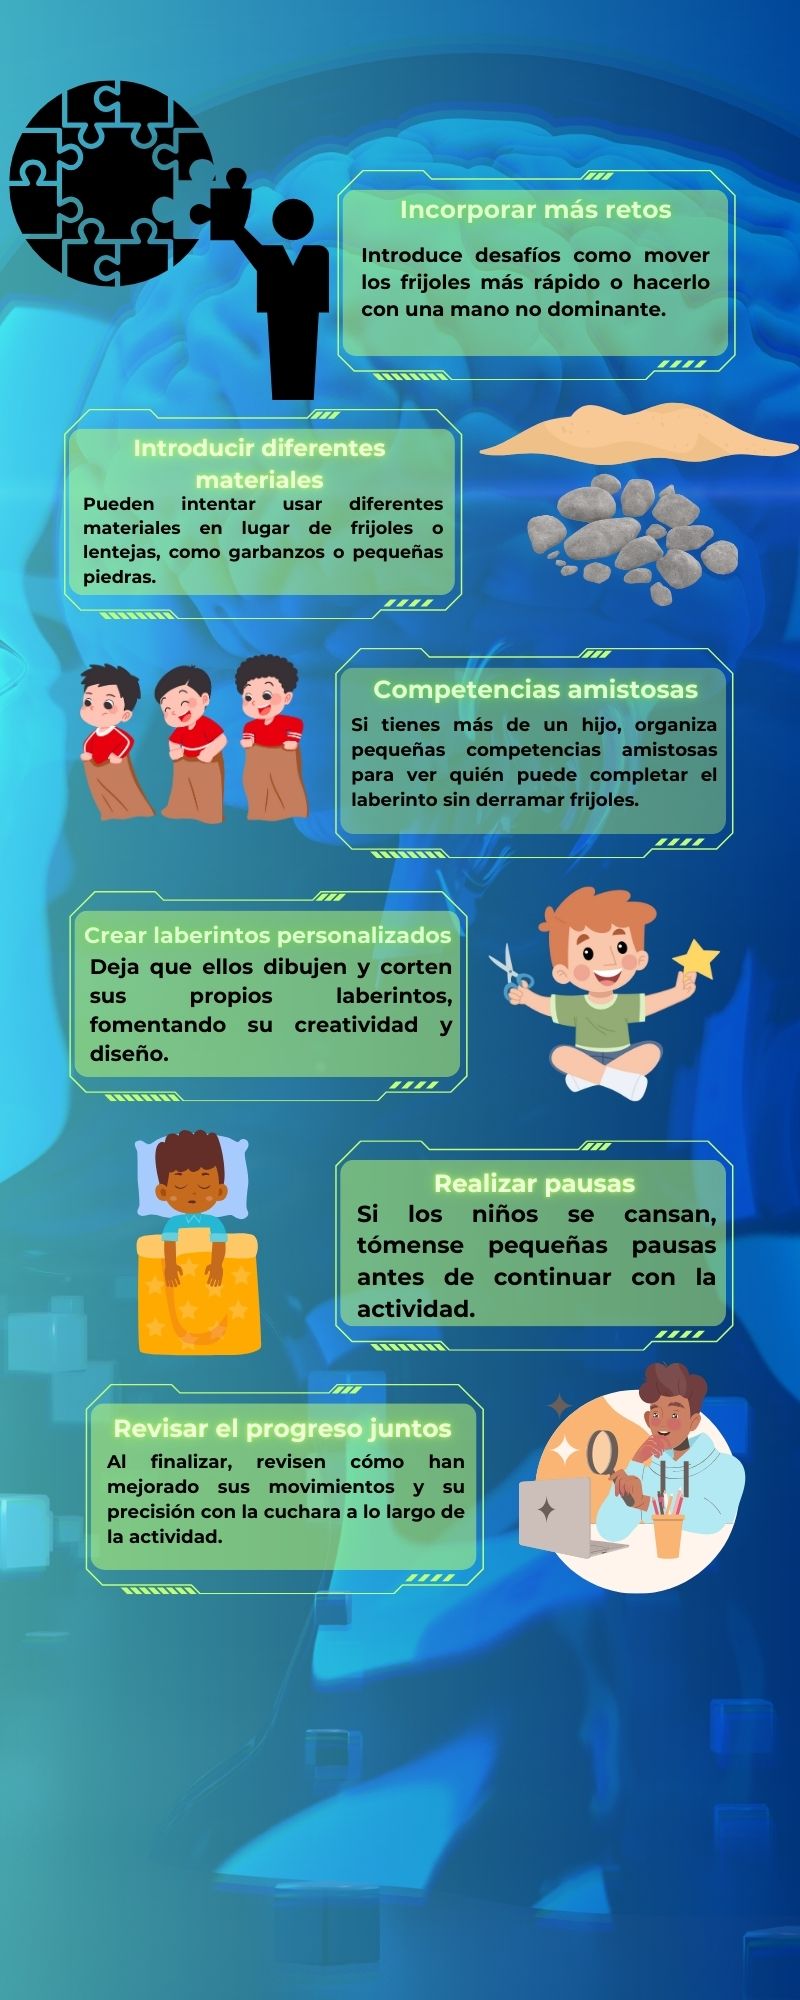 Incorporar más retos
Introduce desafíos como mover
los frijoles más rápido o hacerlo
con una mano no dominante.
Introducir diferentes
materiales
Pueden intentar usar diferentes
materiales en lugar de frijoles o
lentejas, como garbanzos o pequeñas
piedras.
Competencias amistosas
Si tienes más de un hijo, organiza
pequeñas competencias amistosas
para ver quién puede completar el
laberinto sin derramar frijoles.
Crear laberintos personalizados
Deja que ellos dibujen y corten
sus propios laberintos,
fomentando su creatividad y
diseño.
Realizar pausas
Si los niños se cansan,
tómense pequeñas pausas
antes de continuar con la
actividad.
Revisar el progreso juntos
Al finalizar, revisen cómo han
mejorado sus movimientos y su
precisión con la cuchara a lo largo de
la actividad.